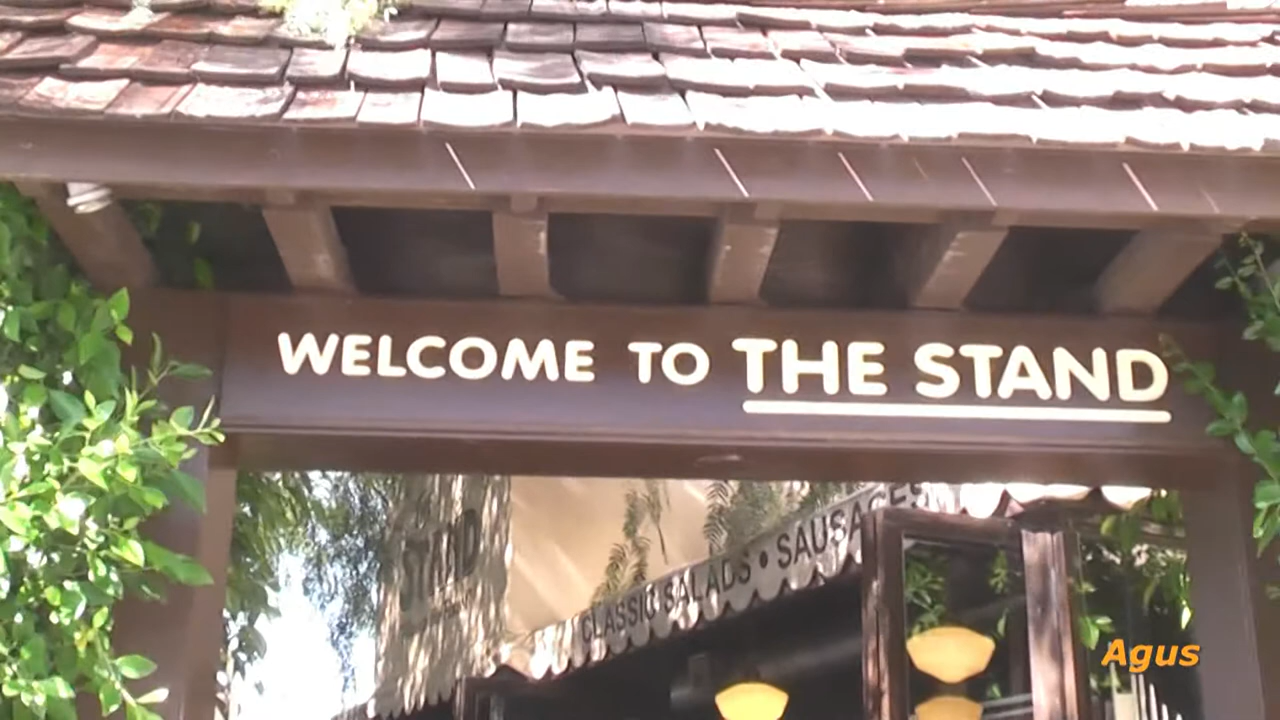 WELCOME TO THE STAND
STAND
CLASSIC SALADS • SAUSAGES
Agus